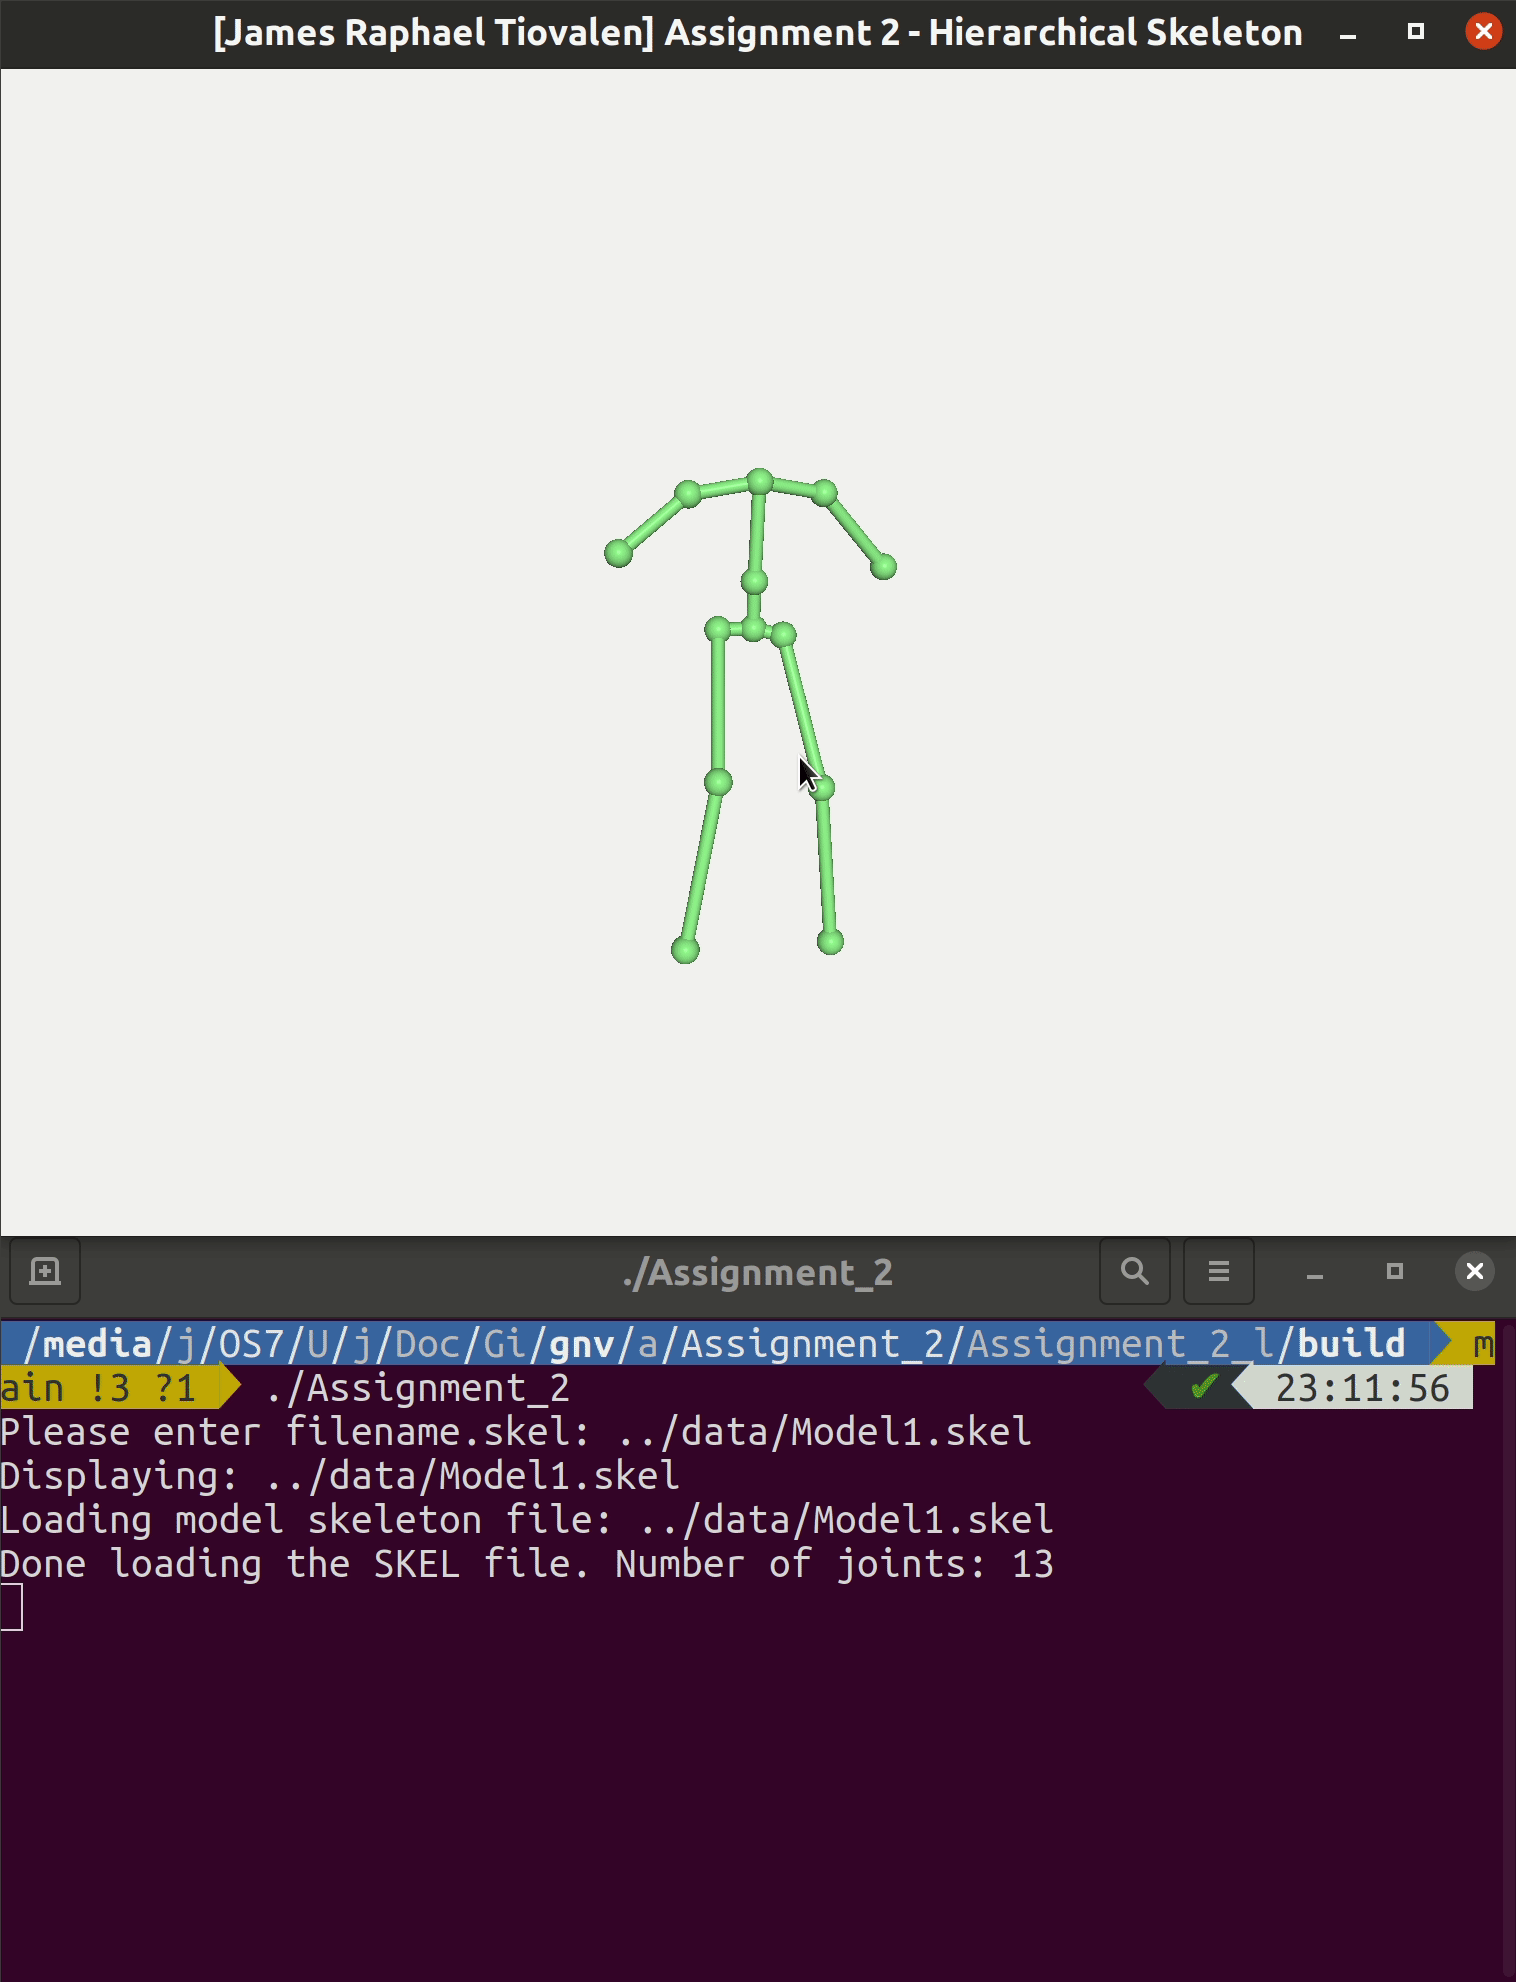 [James Raphael Tiovalen] Assignment 2 - Hierarchical Skeleton
./Assignment_2
/media/j/OS7/U/j/Doc/Gi/gnv/a/Assignment_2/Assignment_2_l/build m
ain !3 ?1 ./Assignment_2 ✔ 23:11:56
Please enter filename.skel: ../data/Model1.skel
Displaying: ../data/Model1.skel
Loading model skeleton file: ../data/Model1.skel
Done loading the SKEL file. Number of joints: 13